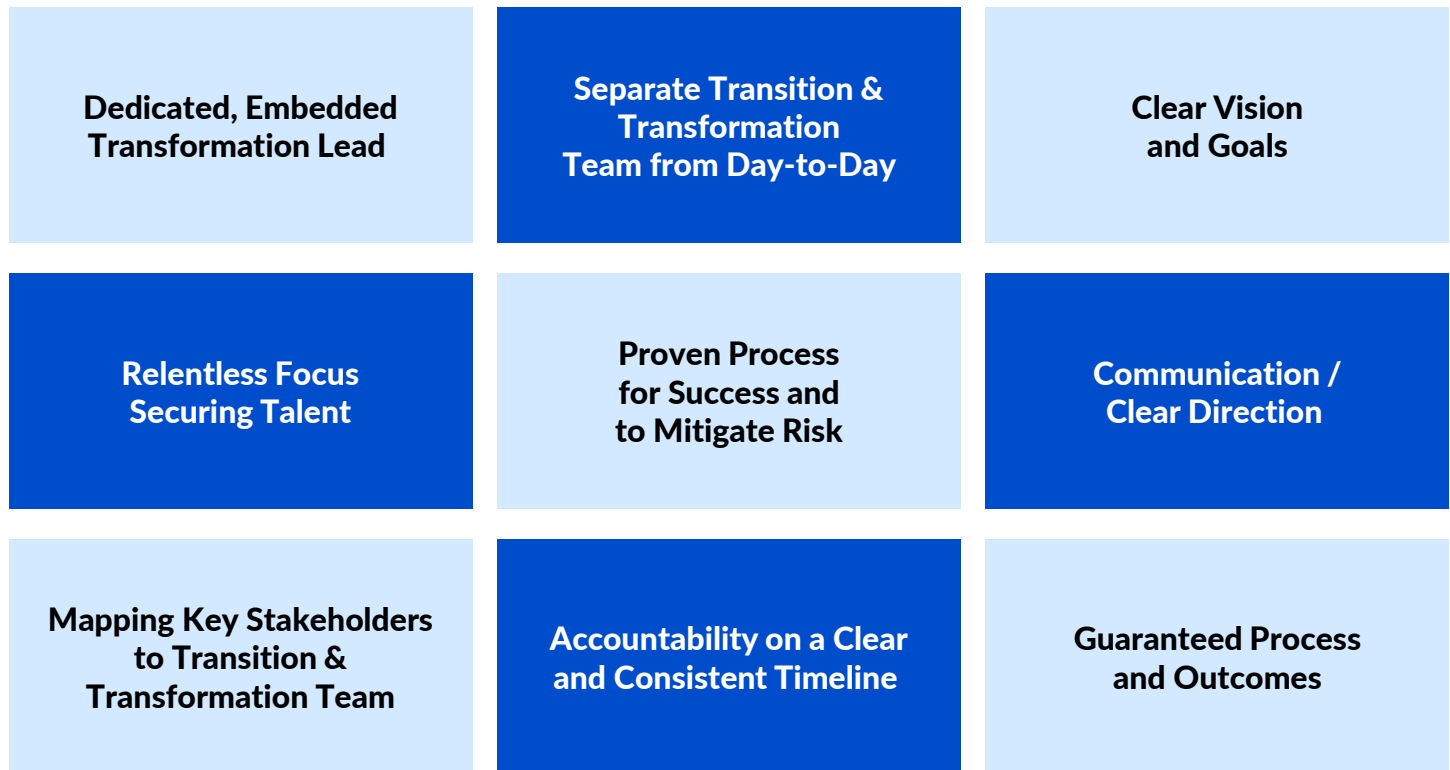 Dedicated, Embedded
Transformation Lead
Separate Transition &
Transformation
Team from Day-to-Day
Clear Vision
and Goals
Relentless Focus
Securing Talent
Proven Process
for Success and
to Mitigate Risk
Communication /
Clear Direction
Mapping Key Stakeholders
to Transition &
Transformation Team
Accountability on a Clear
and Consistent Timeline
Guaranteed Process
and Outcomes